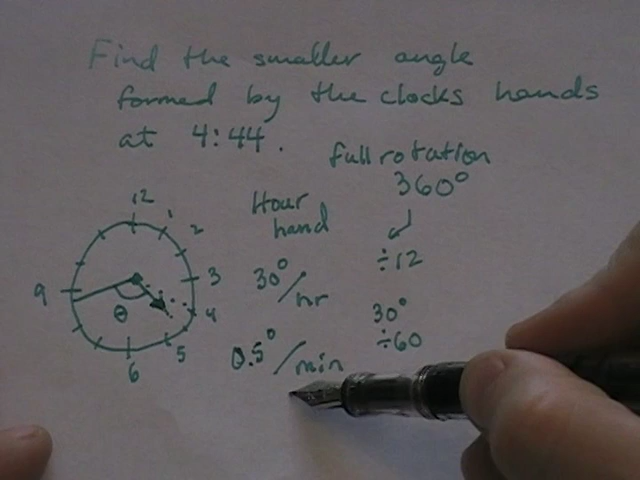 Find the smaller angle
formed by the clocks hands
at 4:44.
full rotation
360°
÷12
30°
÷60
Hour
hand
30°/hr
0.5°/min
12
1
2
3
4
5
6
9
θ